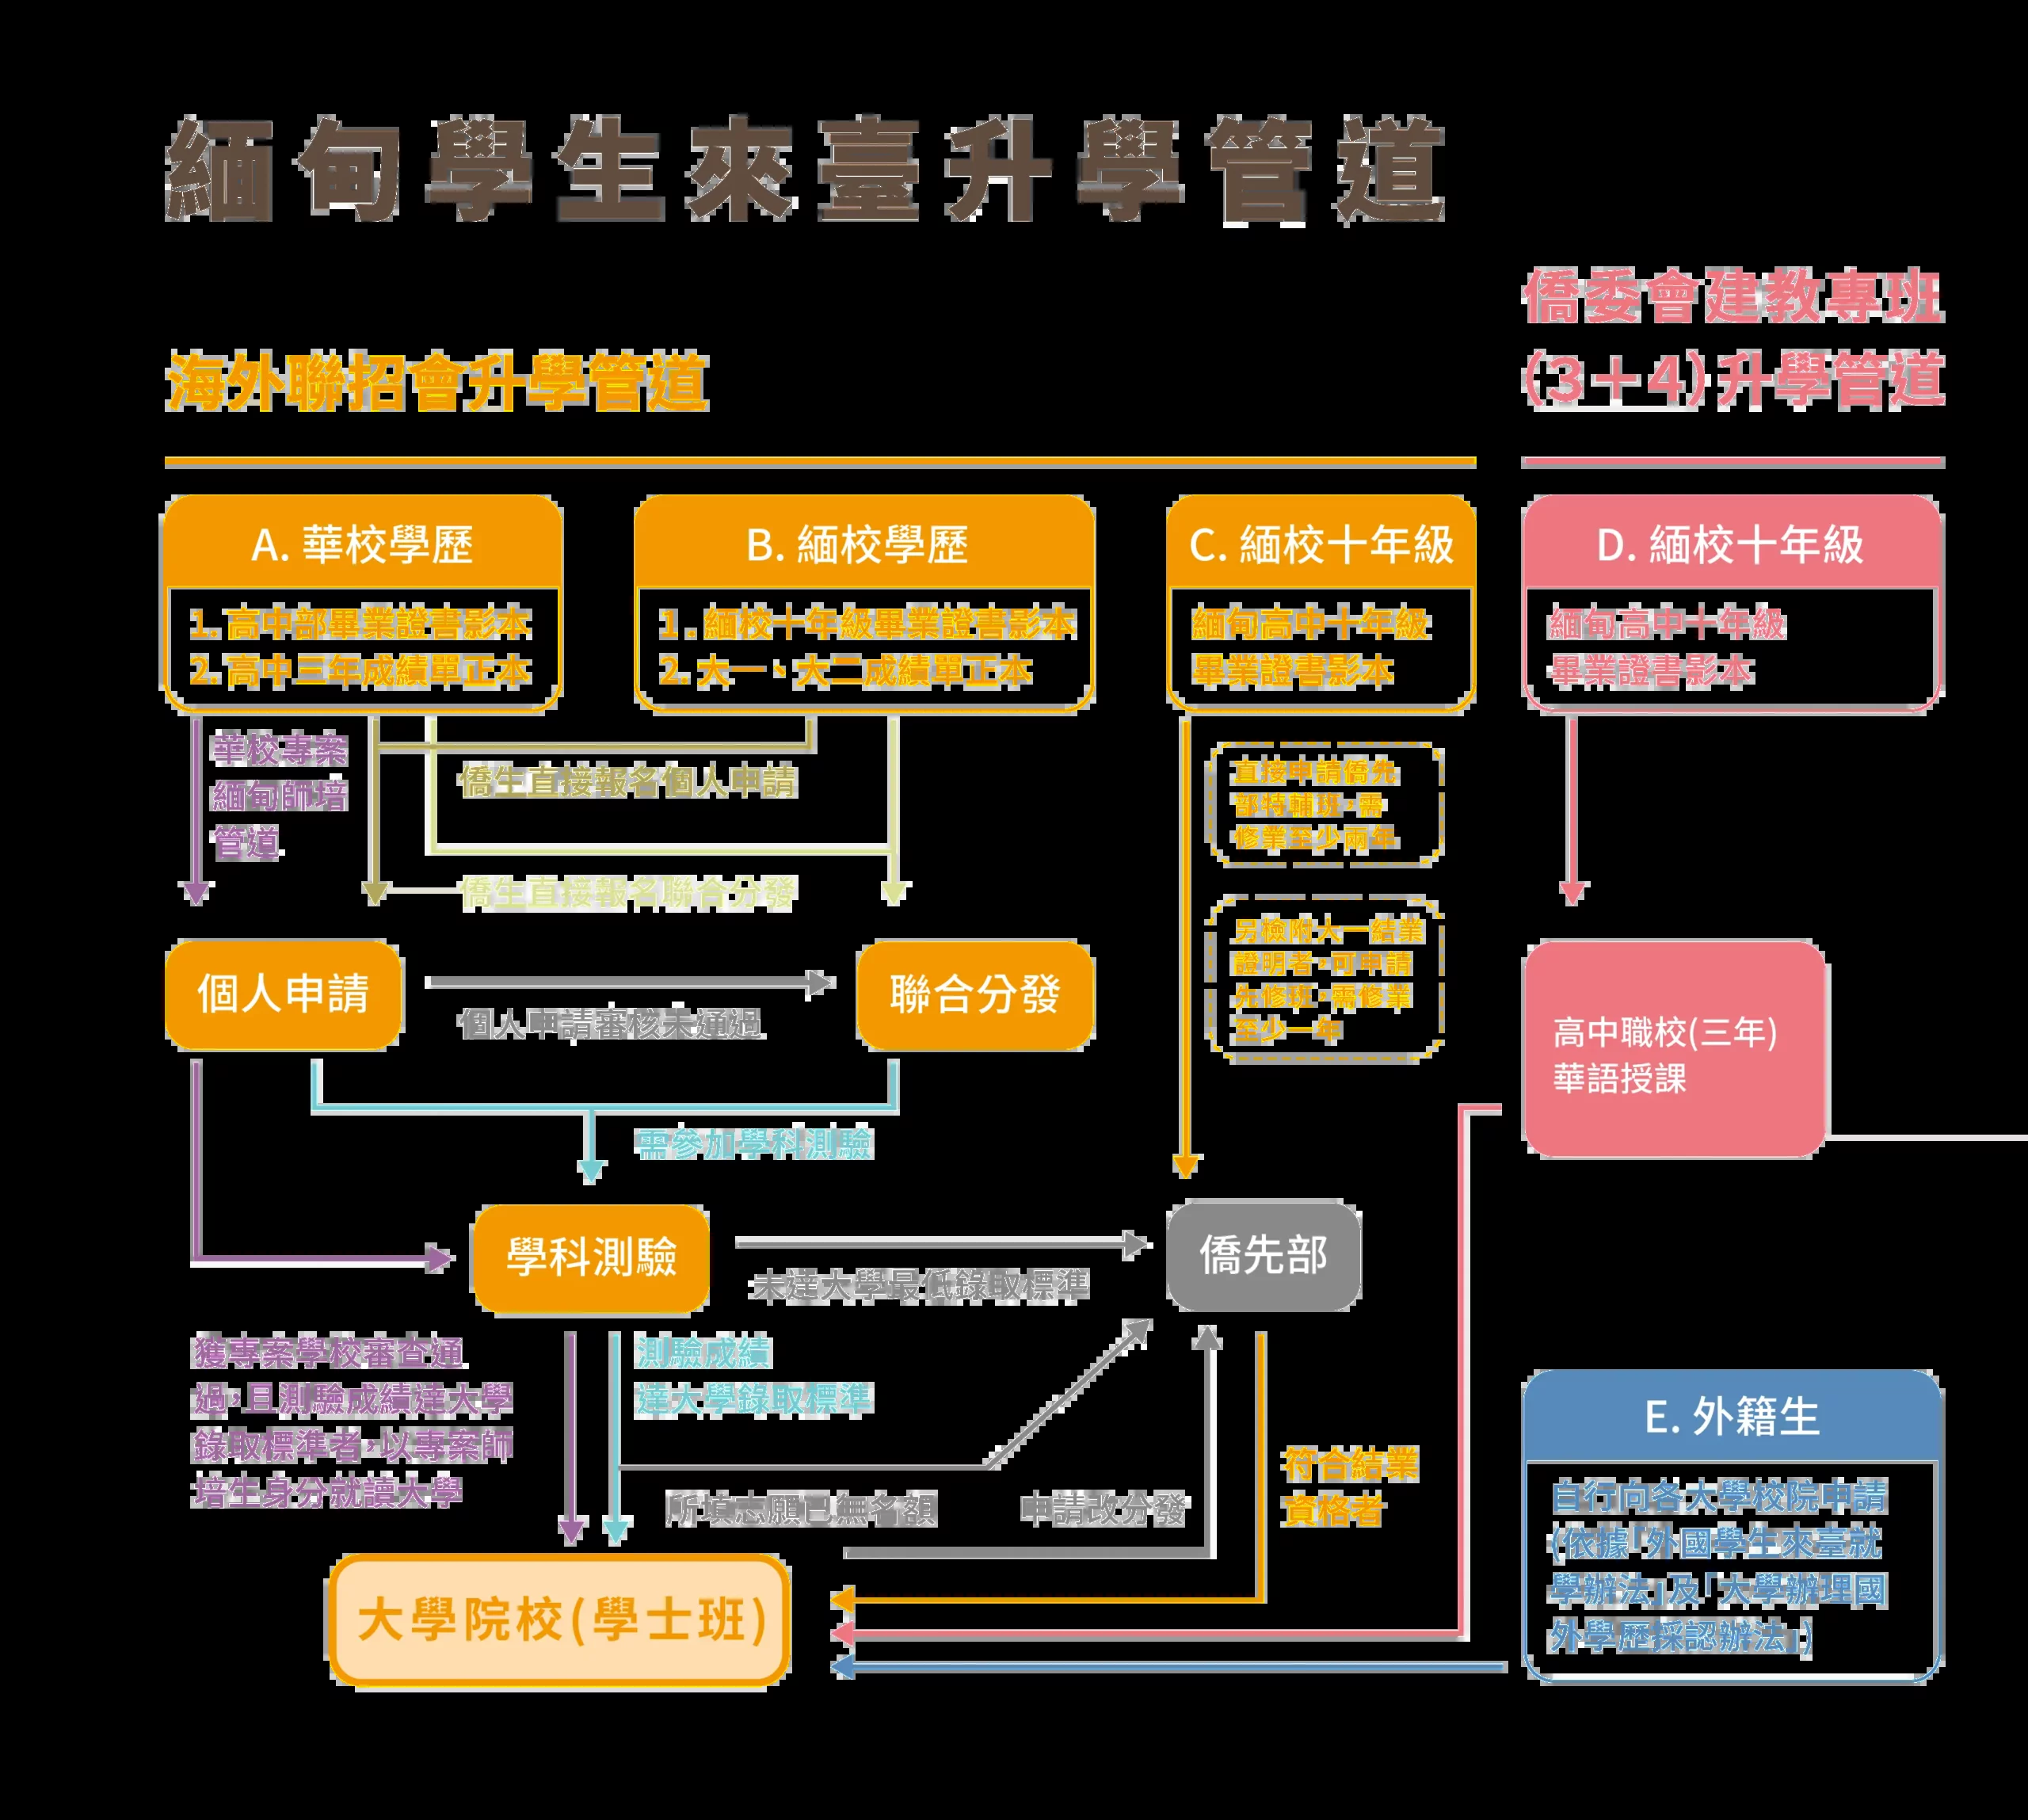 緬甸學生來臺升學管道
海外聯招會升學管道
僑委會建教專班
(3+4)升學管道
A. 華校學歷
1. 高中部畢業證書影本
2. 高中三年成績單正本
B. 緬校學歷
1. 緬校十年級畢業證書影本
2. 大一、大二成績單正本
C. 緬校十年級
緬甸高中十年級
畢業證書影本
D. 緬校十年級
緬甸高中十年級
畢業證書影本
華校專案
緬甸師培
管道
僑生直接報名個人申請
僑生直接報名聯合分發
直接申請僑先
部特輔班,需
修業至少兩年
另檢附大一結業
證明者,可申請
先修班,需修業
至少一年
個人申請
個人申請審核未通過
聯合分發
高中職校(三年)
華語授課
需參加學科測驗
學科測驗
未達大學最低錄取標準
僑先部
獲專案學校審查通
過,且測驗成績達大學
錄取標準者,以專案師
培生身分就讀大學
測驗成績
達大學錄取標準
所填志願已無名額
申請改分發
符合結業
資格者
大學院校(學士班)
E. 外籍生
自行向各大學校院申請
(依據「外國學生來臺就
學辦法」及「大學辦理國
外學歷採認辦法」)